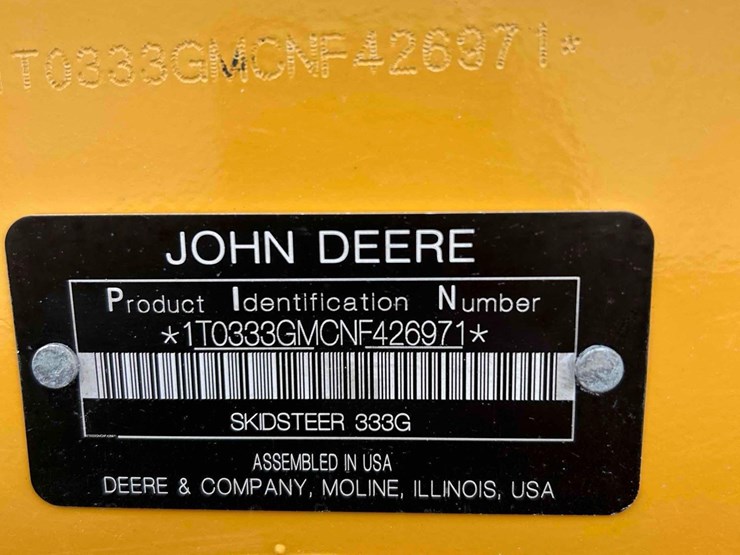 1T0333GMCNF426971*
JOHN DEERE
Product Identification Number
*1T0333GMCNF426971*
SKIDSTEER 333G
ASSEMBLED IN USA
DEERE & COMPANY, MOLINE, ILLINOIS, USA